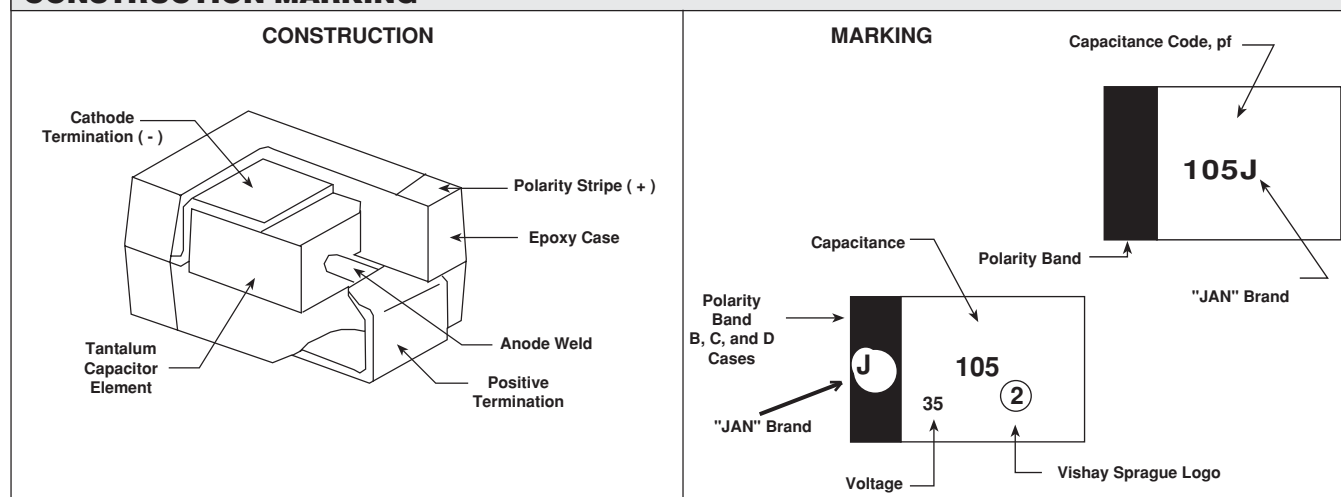 CONSTRUCTION MARKING
CONSTRUCTION
Cathode
Termination ( - )
Polarity Stripe ( + )
Epoxy Case
Anode Weld
Positive
Termination
Tantalum
Capacitor
Element
MARKING
Capacitance Code, pf
105J
Polarity Band
"JAN" Brand
Capacitance
Polarity
Band
B, C, and D
Cases
J
105
35
2
"JAN" Brand
Voltage
Vishay Sprague Logo